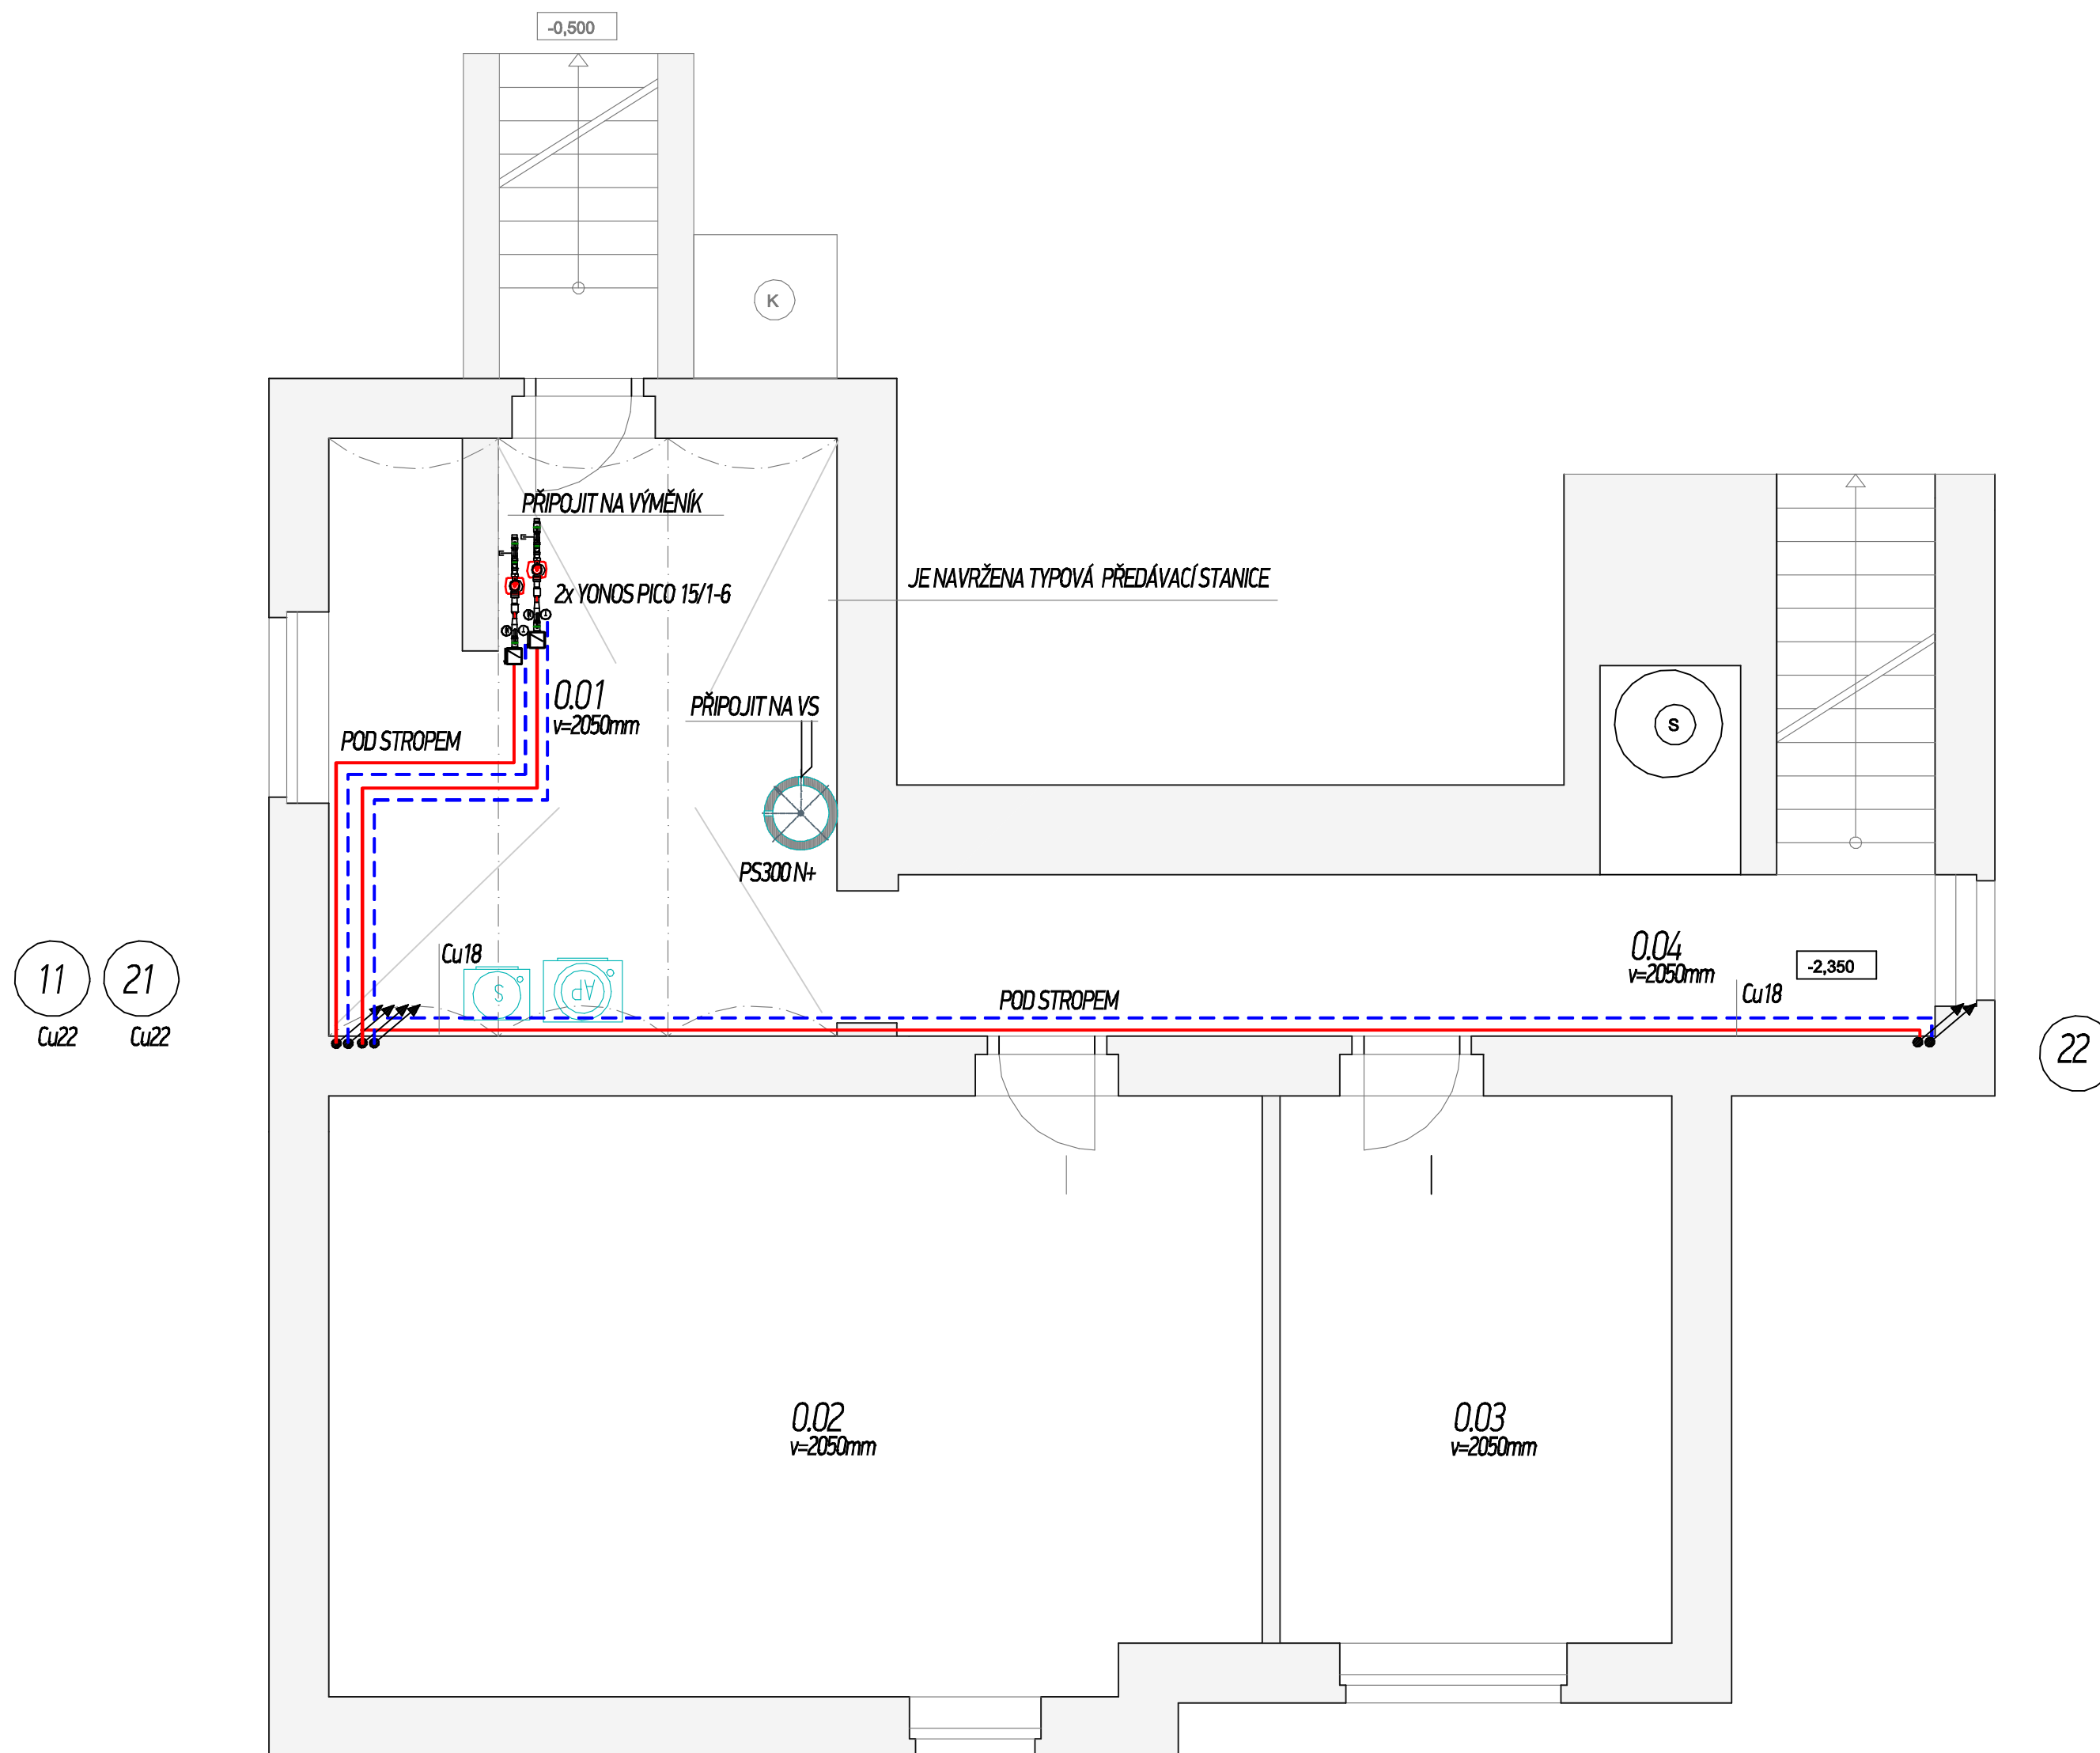 -0,500
K
PŘIPOJIT NA VÝMĚNÍK
2x YONOS PICO 15/1-6
JE NAVRŽENA TYPOVÁ PŘEDÁVACÍ STANICE
0.01
v=2050mm
PŘIPOJIT NA VS
POD STROPEM
S
PS300 N+
Cu18
S
AP
11
21
Cu22
Cu22
POD STROPEM
0.04
v=2050mm
-2,350
Cu18
22
0.02
v=2050mm
0.03
v=2050mm